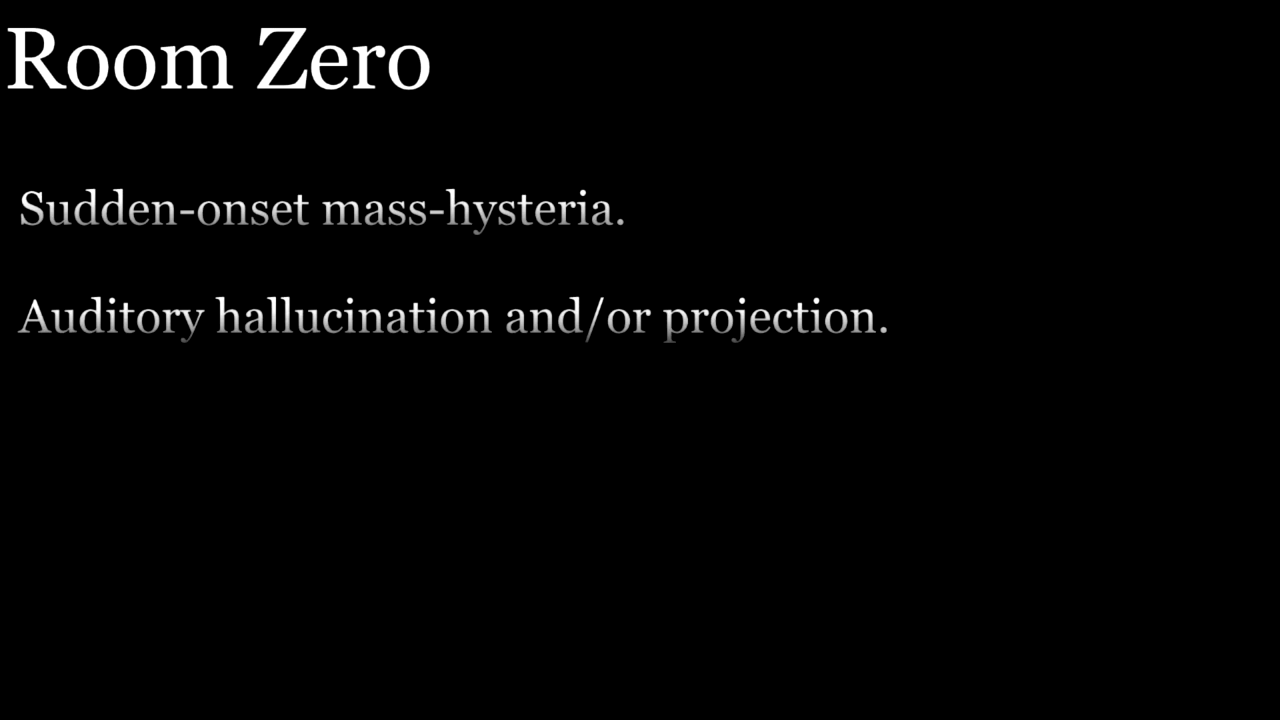 Room Zero
Sudden-onset mass-hysteria.
Auditory hallucination and/or projection.